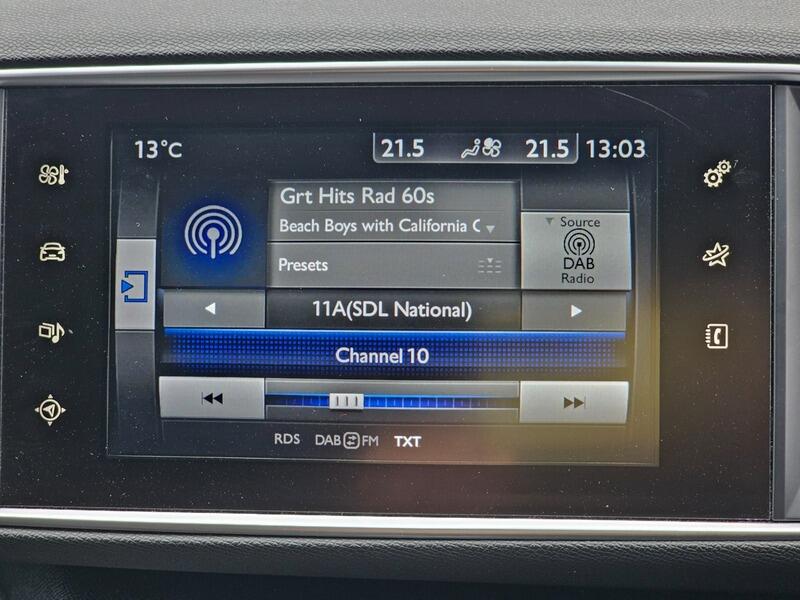 13°C 21.5 21.5 13:03
Grt Hits Rad 60s
Beach Boys with California C
Presets
Source
DAB
Radio
11A(SDL National)
Channel 10
RDS DAB FM TXT